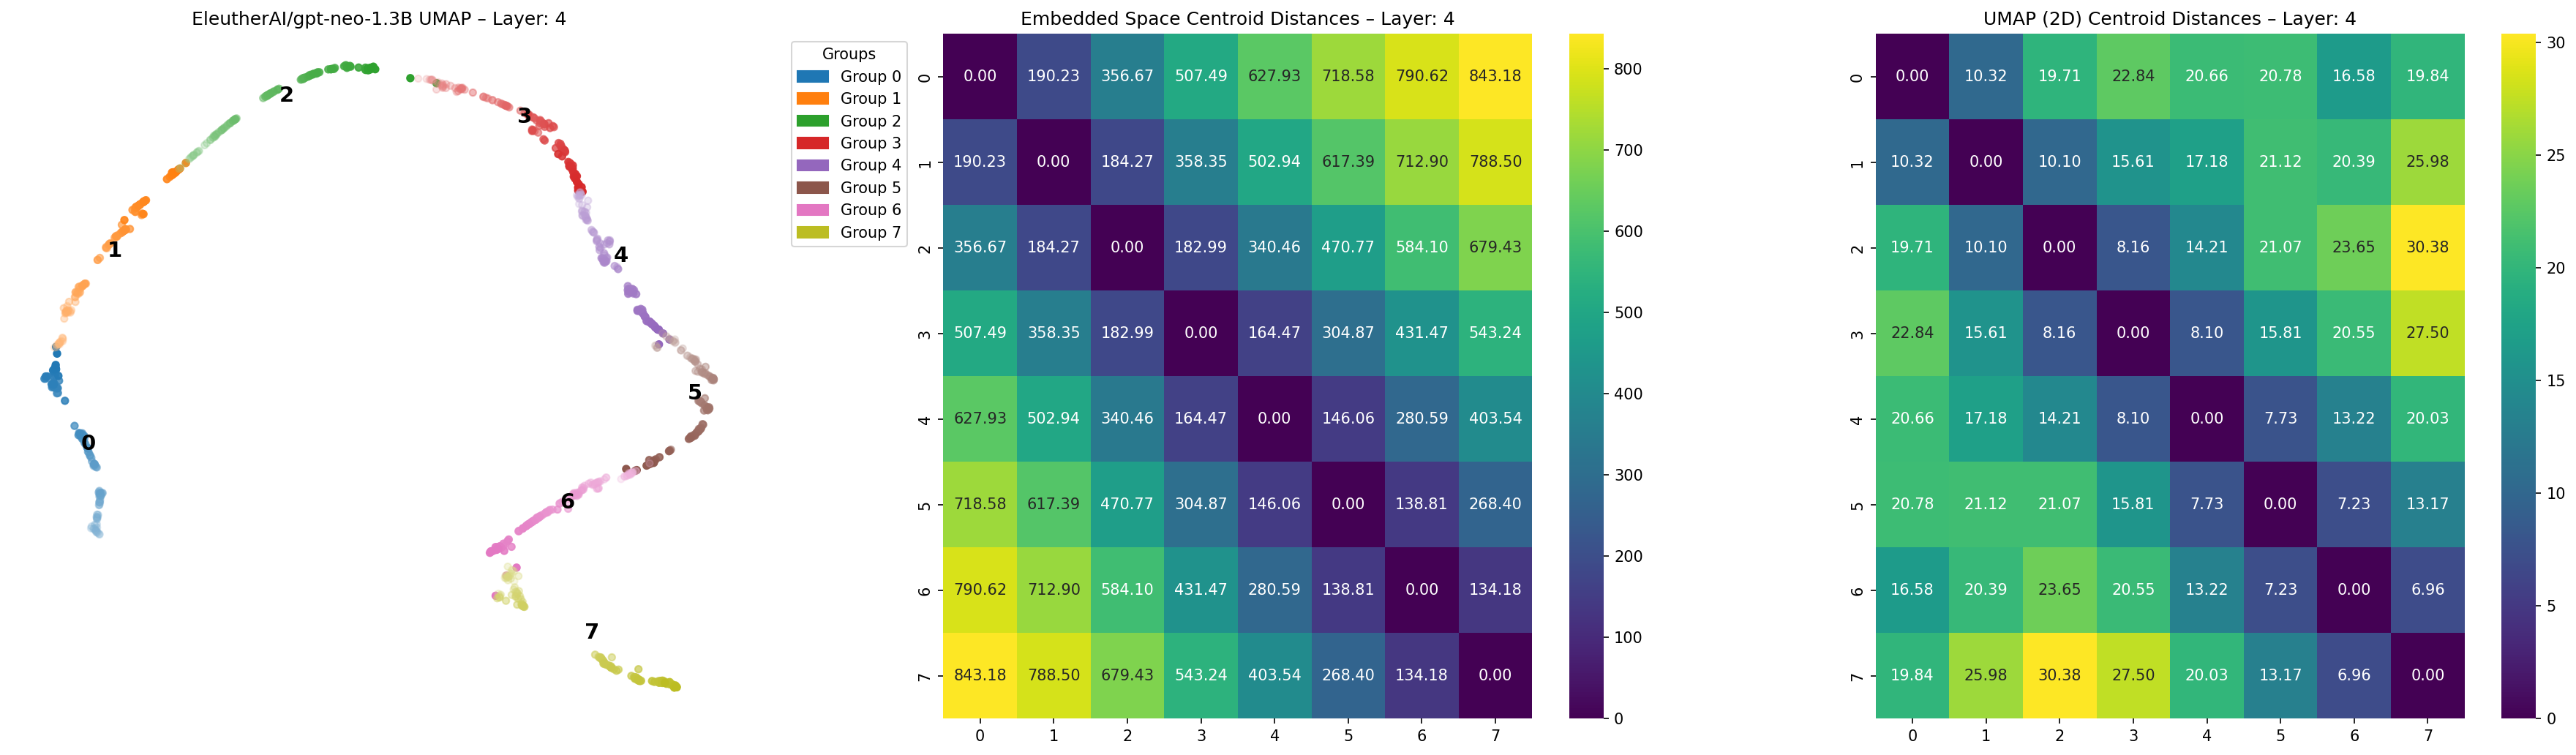 EleutherAI/gpt-neo-1.3B UMAP – Layer: 4
2
3
1
4
0
5
6
7
Groups
Group 0
Group 1
Group 2
Group 3
Group 4
Group 5
Group 6
Group 7
Embedded Space Centroid Distances – Layer: 4
0 0.00 190.23 356.67 507.49 627.93 718.58 790.62 843.18
1 190.23 0.00 184.27 358.35 502.94 617.39 712.90 788.50
2 356.67 184.27 0.00 182.99 340.46 470.77 584.10 679.43
3 507.49 358.35 182.99 0.00 164.47 304.87 431.47 543.24
4 627.93 502.94 340.46 164.47 0.00 146.06 280.59 403.54
5 718.58 617.39 470.77 304.87 146.06 0.00 138.81 268.40
6 790.62 712.90 584.10 431.47 280.59 138.81 0.00 134.18
7 843.18 788.50 679.43 543.24 403.54 268.40 134.18 0.00
0 1 2 3 4 5 6 7
800
700
600
500
400
300
200
100
0
UMAP (2D) Centroid Distances – Layer: 4
0 0.00 10.32 19.71 22.84 20.66 20.78 16.58 19.84
1 10.32 0.00 10.10 15.61 17.18 21.12 20.39 25.98
2 19.71 10.10 0.00 8.16 14.21 21.07 23.65 30.38
3 22.84 15.61 8.16 0.00 8.10 15.81 20.55 27.50
4 20.66 17.18 14.21 8.10 0.00 7.73 13.22 20.03
5 20.78 21.12 21.07 15.81 7.73 0.00 7.23 13.17
6 16.58 20.39 23.65 20.55 13.22 7.23 0.00 6.96
7 19.84 25.98 30.38 27.50 20.03 13.17 6.96 0.00
0 1 2 3 4 5 6 7
30
25
20
15
10
5
0